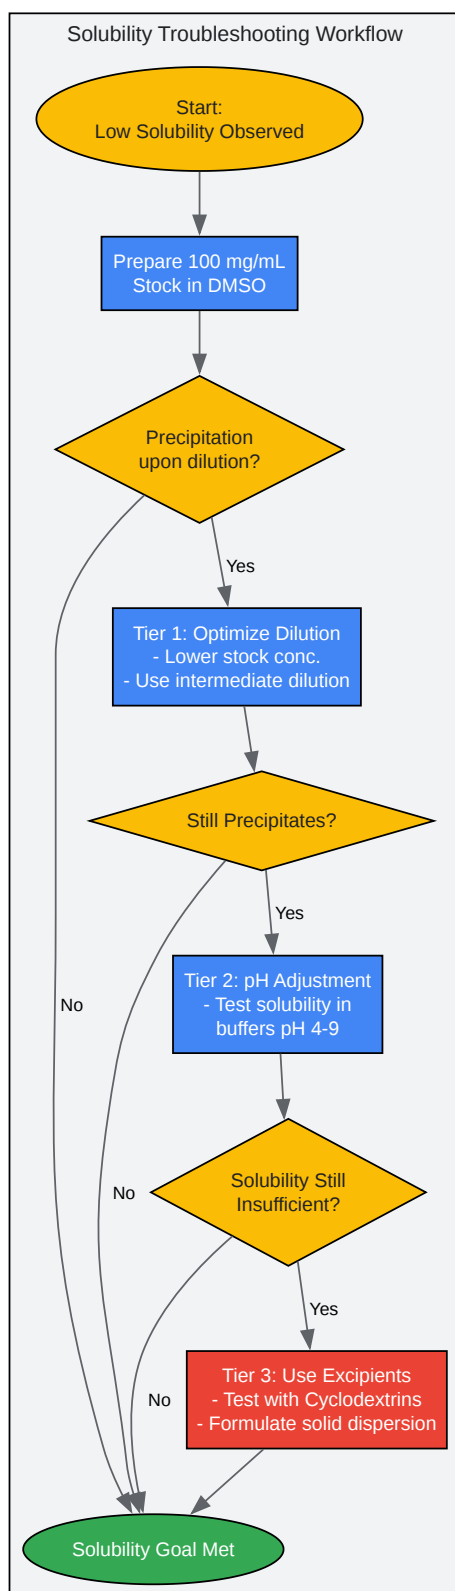 Solubility Troubleshooting Workflow
Start:
Low Solubility Observed
Prepare 100 mg/mL
Stock in DMSO
Precipitation
upon dilution?
Yes
Tier 1: Optimize Dilution
- Lower stock conc.
- Use intermediate dilution
Still Precipitates?
Yes
Tier 2: pH Adjustment
- Test solubility in
buffers pH 4-9
No
Solubility Still
Insufficient?
No
Yes
Tier 3: Use Excipients
- Test with Cyclodextrins
- Formulate solid dispersion
No
Solubility Goal Met